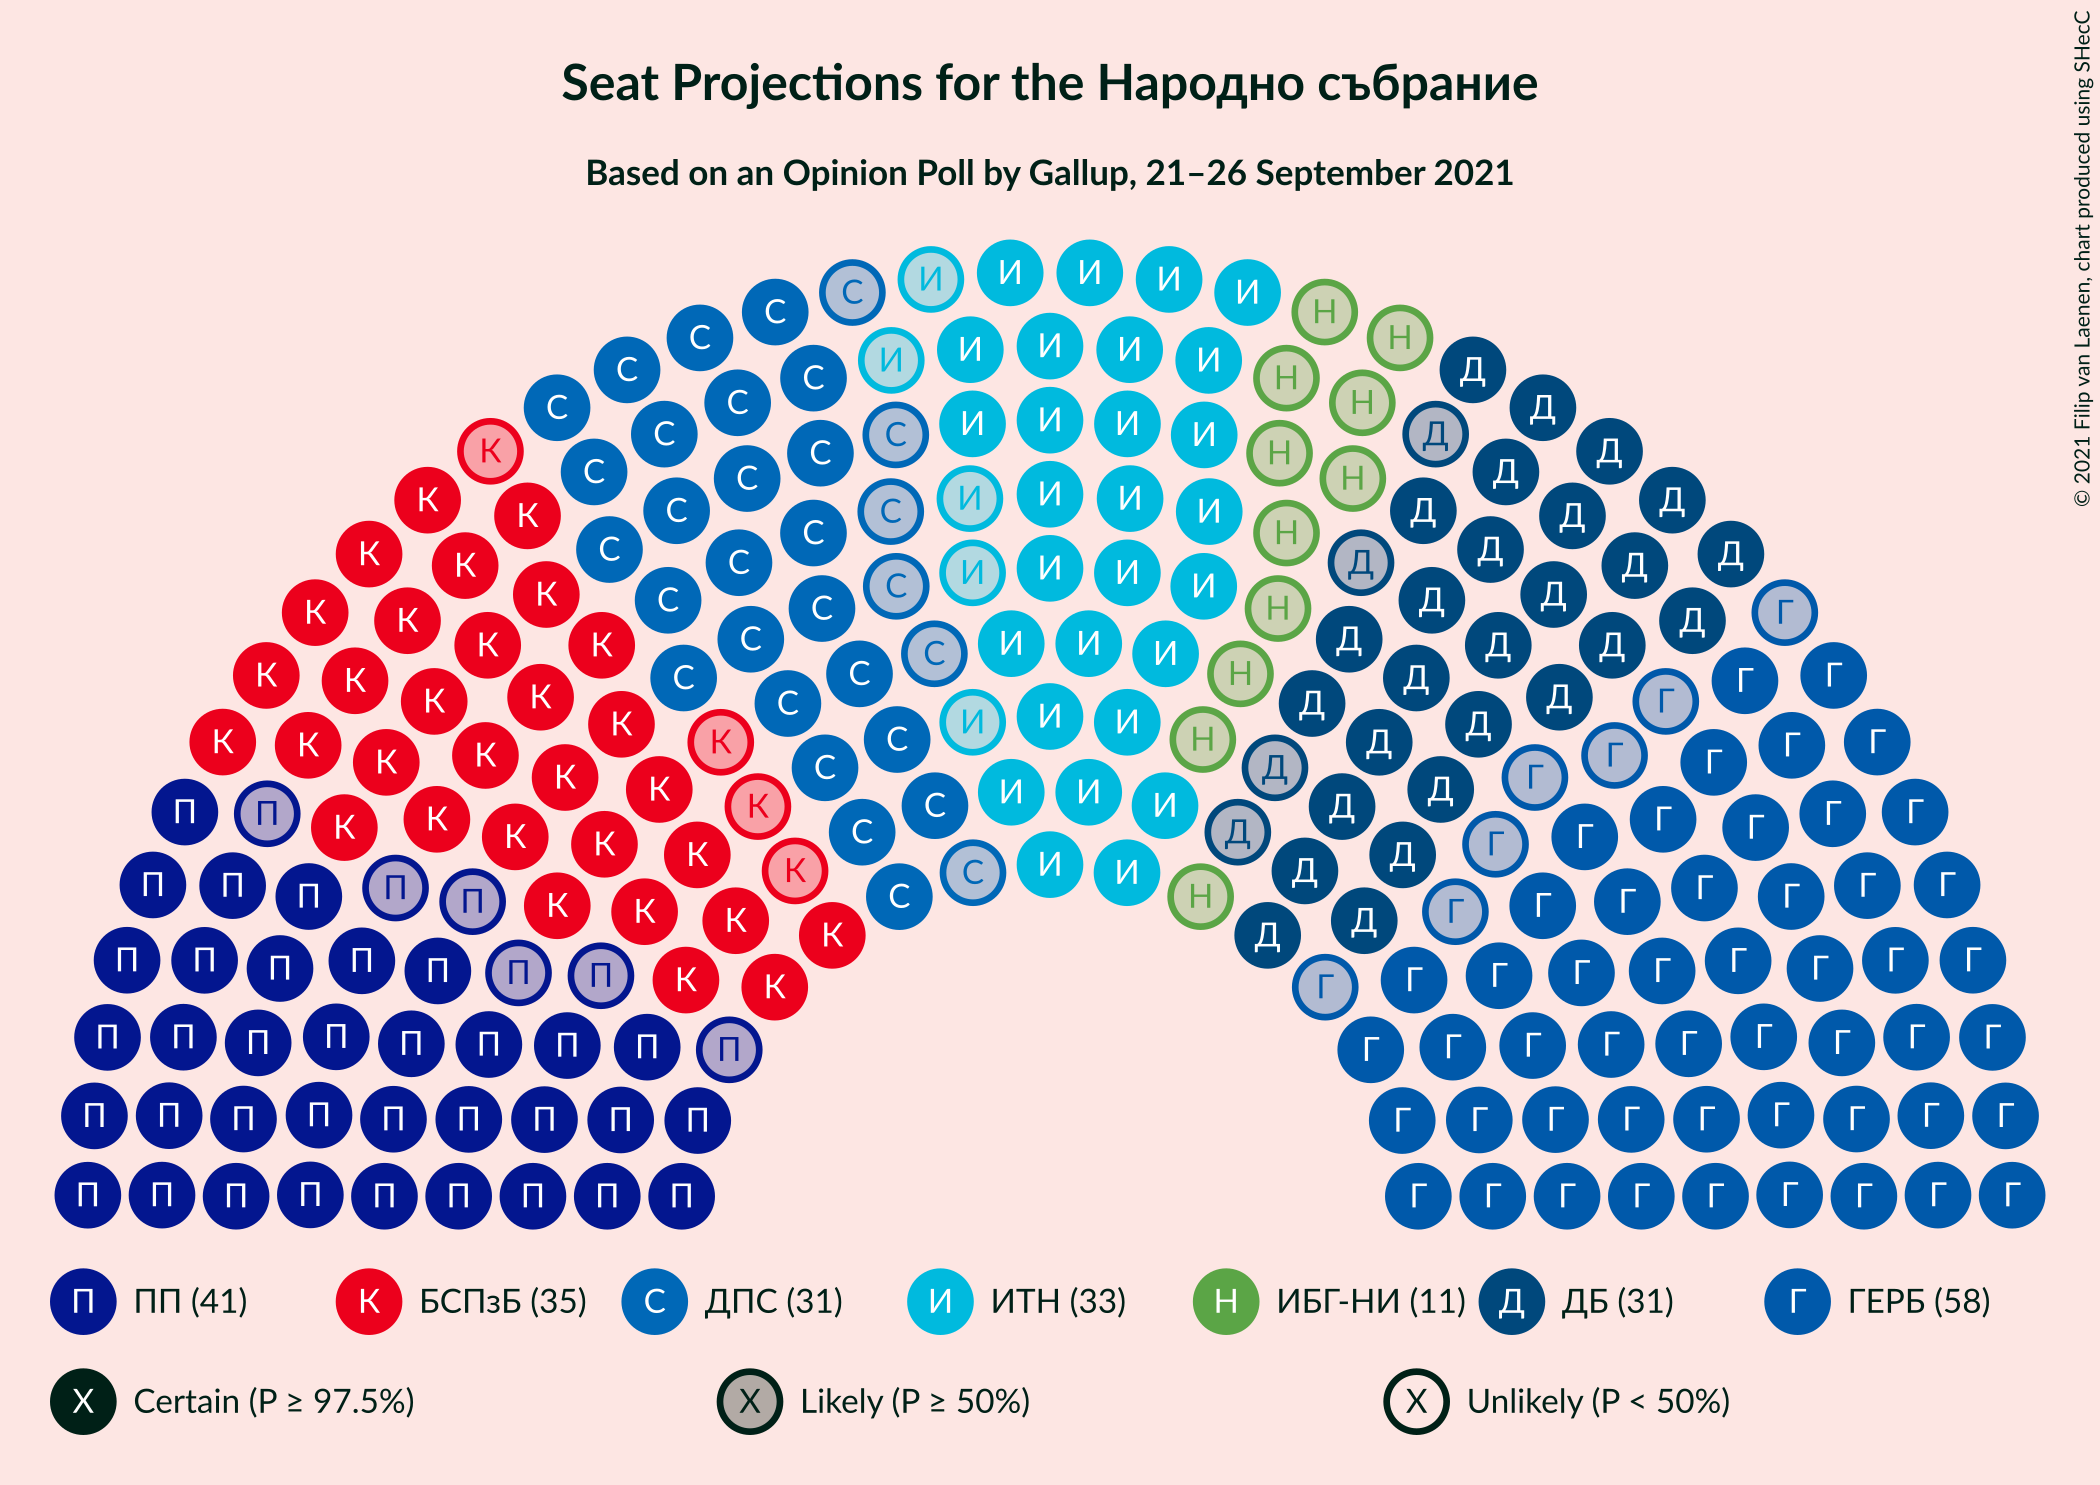 Seat Projections for the Народно събрание
Based on an Opinion Poll by Gallup, 21–26 September 2021
© 2021 Filip van Laenen, chart produced using SHecC
П ПП (41) К БСПзБ (35) С ДПС (31) И ИТН (33) Н ИБГ-НИ (11) Д ДБ (31) Г ГЕРБ (58)
X Certain (P ≥ 97.5%) X Likely (P ≥ 50%) X Unlikely (P < 50%)